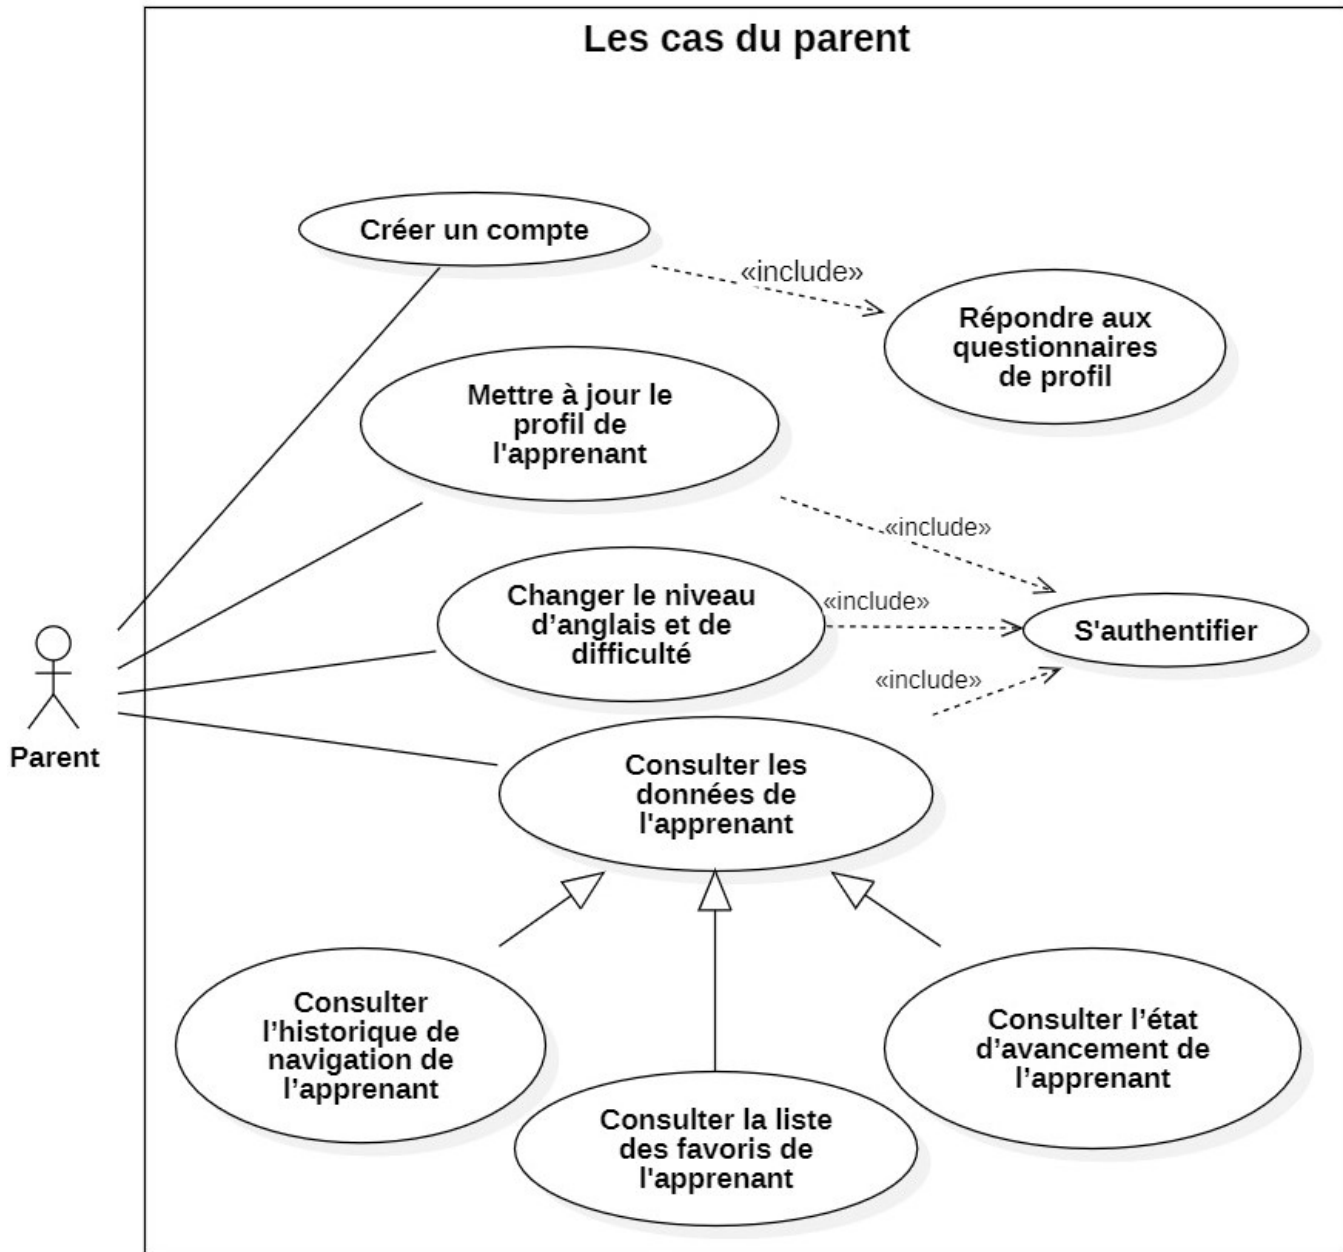 Les cas du parent
Créer un compte
«include»
Répondre aux
questionnaires
de profil
Mettre à jour le
profil de
l'apprenant
«include»
Changer le niveau
d’anglais et de
difficulté
«include»
S'authentifier
«include»
Parent
Consulter les
données de
l'apprenant
Consulter
l’historique de
navigation de
l’apprenant
Consulter la liste
des favoris de
l'apprenant
Consulter l’état
d’avancement de
l’apprenant